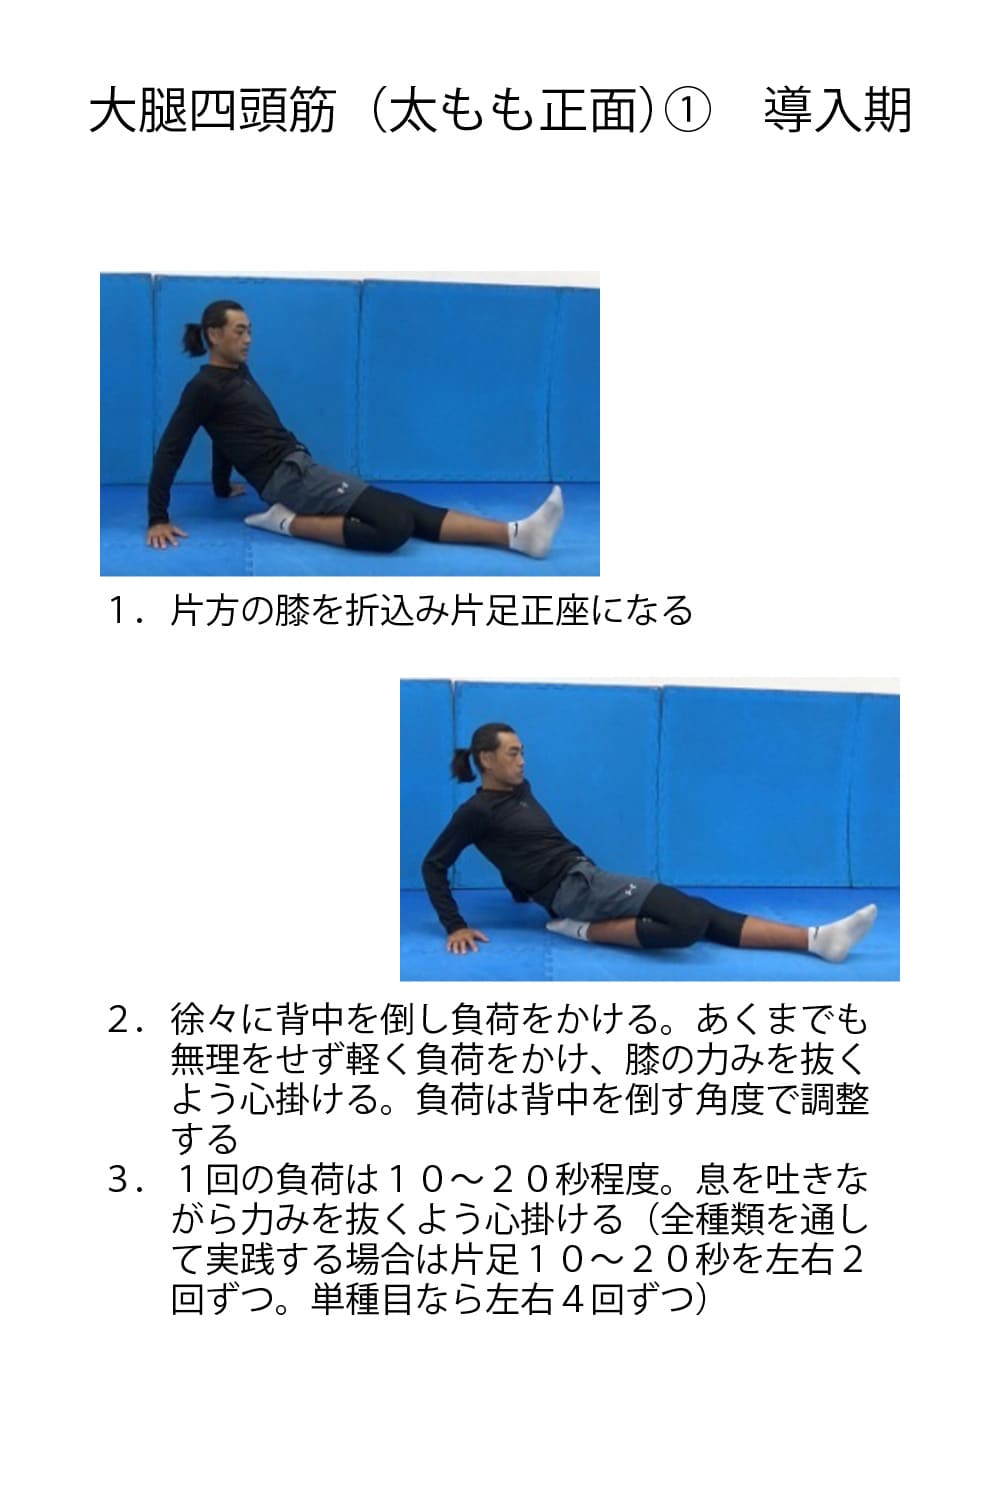 大腿四頭筋（太もも正面）①　導入期
１．片方の膝を折込み片足正座になる
２．徐々に背中を倒し負荷をかける。あくまでも
無理をせず軽く負荷をかけ、膝の力みを抜く
よう心掛ける。負荷は背中を倒す角度で調整
する
３．１回の負荷は１０～２０秒程度。息を吐きな
がら力みを抜くよう心掛ける（全種類を通し
て実践する場合は片足１０～２０秒を左右２
回ずつ。単種目なら左右４回ずつ）